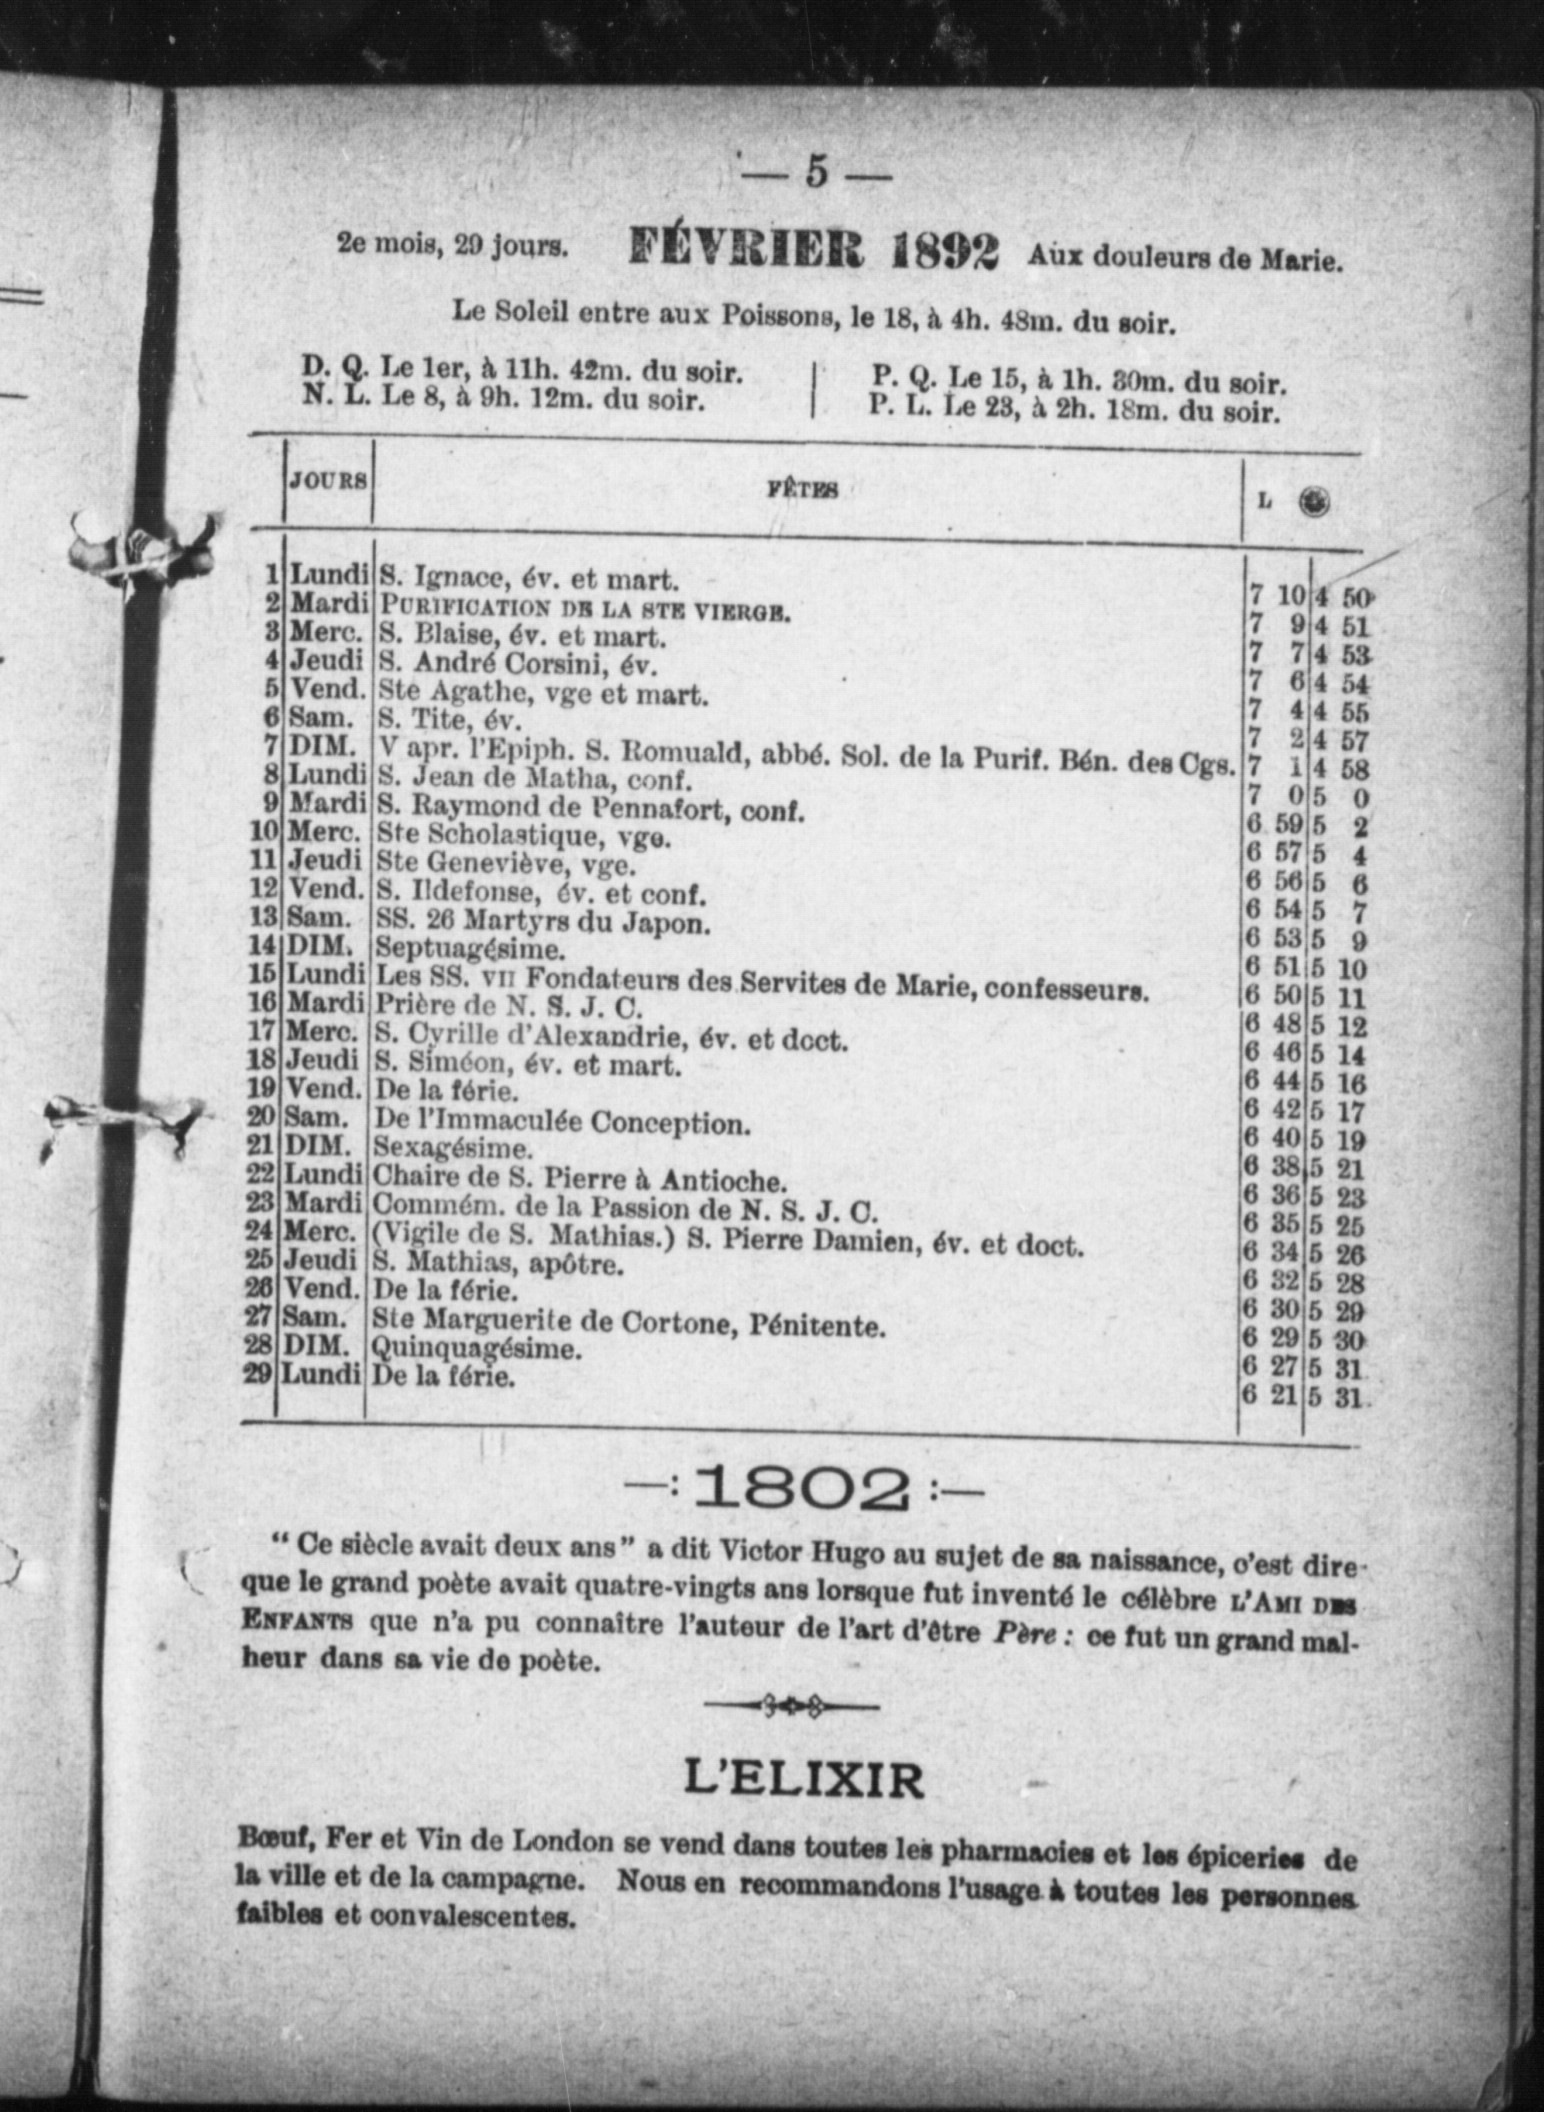 — 5 —
2e mois, 29 jours. FÉVRIER 1892 Aux douleurs de Marie.
Le Soleil entre aux Poissons, le 18, à 4h. 48m. du soir.
D. Q. Le 1er, à 11h. 42m. du soir. | P. Q. Le 15, à 1h. 30m. du soir.
N. L. Le 8, à 9h. 12m. du soir. | P. L. Le 23, à 2h. 18m. du soir.
JOURS FÊTES L
1 Lundi S. Ignace, év. et mart. 7 10 4 50
2 Mardi PURIFICATION DE LA STE VIERGE. 7 9 4 51
3 Merc. S. Blaise, év. et mart. 7 7 4 53
4 Jeudi S. André Corsini, év. 7 6 4 54
5 Vend. Ste Agathe, vge et mart. 7 4 4 55
6 Sam. S. Tite, év. 7 2 4 57
7 DIM. V apr. l'Epiph. S. Romuald, abbé. Sol. de la Purif. Bén. des Cgs. 7 1 4 58
8 Lundi S. Jean de Matha, conf. 7 0 5 0
9 Mardi S. Raymond de Pennafort, conf. 6 59 5 2
10 Merc. Ste Scholastique, vge. 6 57 5 4
11 Jeudi Ste Geneviève, vge. 6 56 5 6
12 Vend. S. Ildefonse, év. et conf. 6 54 5 7
13 Sam. SS. 26 Martyrs du Japon. 6 53 5 9
14 DIM. Septuagésime. 6 51 5 10
15 Lundi Les SS. VII Fondateurs des Servites de Marie, confesseurs. 6 50 5 11
16 Mardi Prière de N. S. J. C. 6 48 5 12
17 Merc. S. Cyrille d'Alexandrie, év. et doct. 6 46 5 14
18 Jeudi S. Siméon, év. et mart. 6 44 5 16
19 Vend. De la férie. 6 42 5 17
20 Sam. De l'Immaculée Conception. 6 40 5 19
21 DIM. Sexagésime. 6 38 5 21
22 Lundi Chaire de S. Pierre à Antioche. 6 36 5 23
23 Mardi Commém. de la Passion de N. S. J. C. 6 35 5 25
24 Merc. (Vigile de S. Mathias.) S. Pierre Damien, év. et doct. 6 34 5 26
25 Jeudi S. Mathias, apôtre. 6 32 5 28
26 Vend. De la férie. 6 30 5 29
27 Sam. Ste Marguerite de Cortone, Pénitente. 6 29 5 30
28 DIM. Quinquagésime. 6 27 5 31
29 Lundi De la férie. 6 21 5 31
—: 1802 :—
“ Ce siècle avait deux ans ” a dit Victor Hugo au sujet de sa naissance, c'est dire
que le grand poète avait quatre-vingts ans lorsque fut inventé le célèbre L'AMI DES
ENFANTS que n'a pu connaître l'auteur de l'art d'être Père : ce fut un grand mal-
heur dans sa vie de poète.
L'ELIXIR
Bœuf, Fer et Vin de London se vend dans toutes les pharmacies et les épiceries de
la ville et de la campagne. Nous en recommandons l'usage à toutes les personnes
faibles et convalescentes.